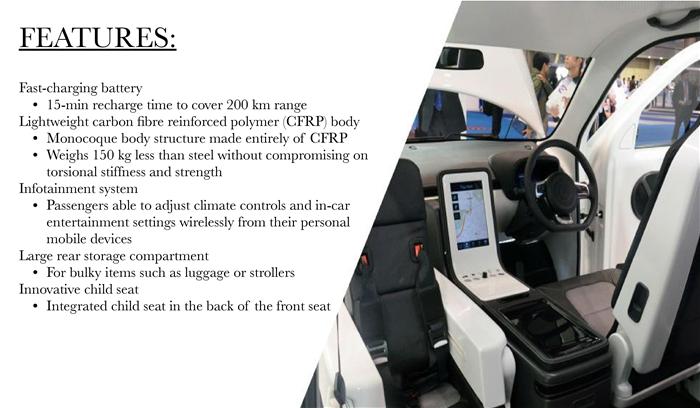 FEATURES:
Fast-charging battery
• 15-min recharge time to cover 200 km range
Lightweight carbon fibre reinforced polymer (CFRP) body
• Monocoque body structure made entirely of CFRP
• Weighs 150 kg less than steel without compromising on
torsional stiffness and strength
Infotainment system
• Passengers able to adjust climate controls and in-car
entertainment settings wirelessly from their personal
mobile devices
Large rear storage compartment
• For bulky items such as luggage or strollers
Innovative child seat
• Integrated child seat in the back of the front seat